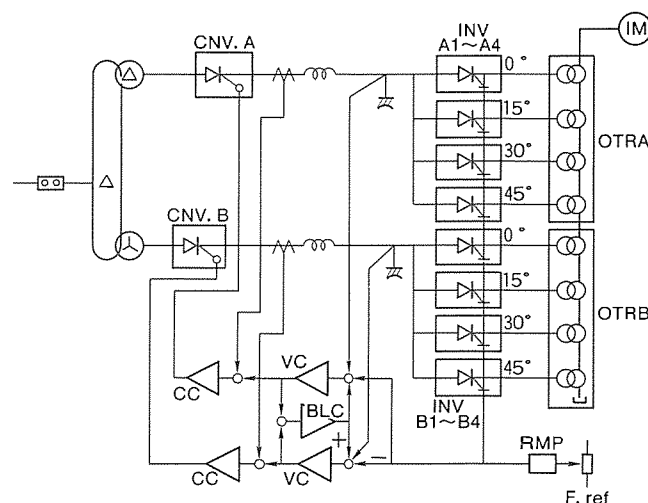 IM
CNV. A
INV
A1~A4
0°
△
15°
OTRA
30°
△
45°
CNV. B
0°
15°
OTRB
30°
VC
45°
CC
BLC
INV
B1~B4
+
RMP
CC
VC
−
F. ref